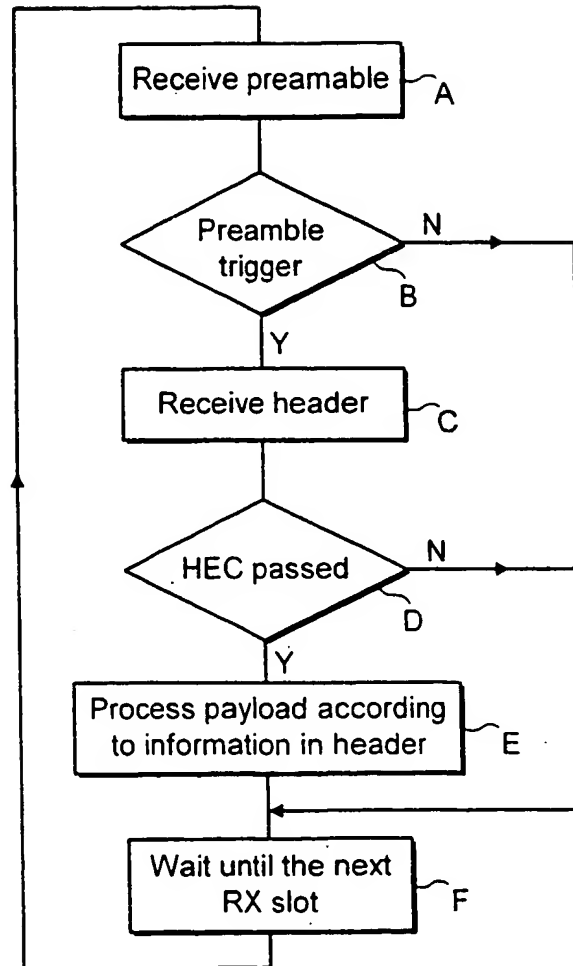 Receive preamable
A
Preamble
trigger
N
B
Y
Receive header
C
HEC passed
N
D
Y
Process payload according
to information in header
E
Wait until the next
RX slot
F